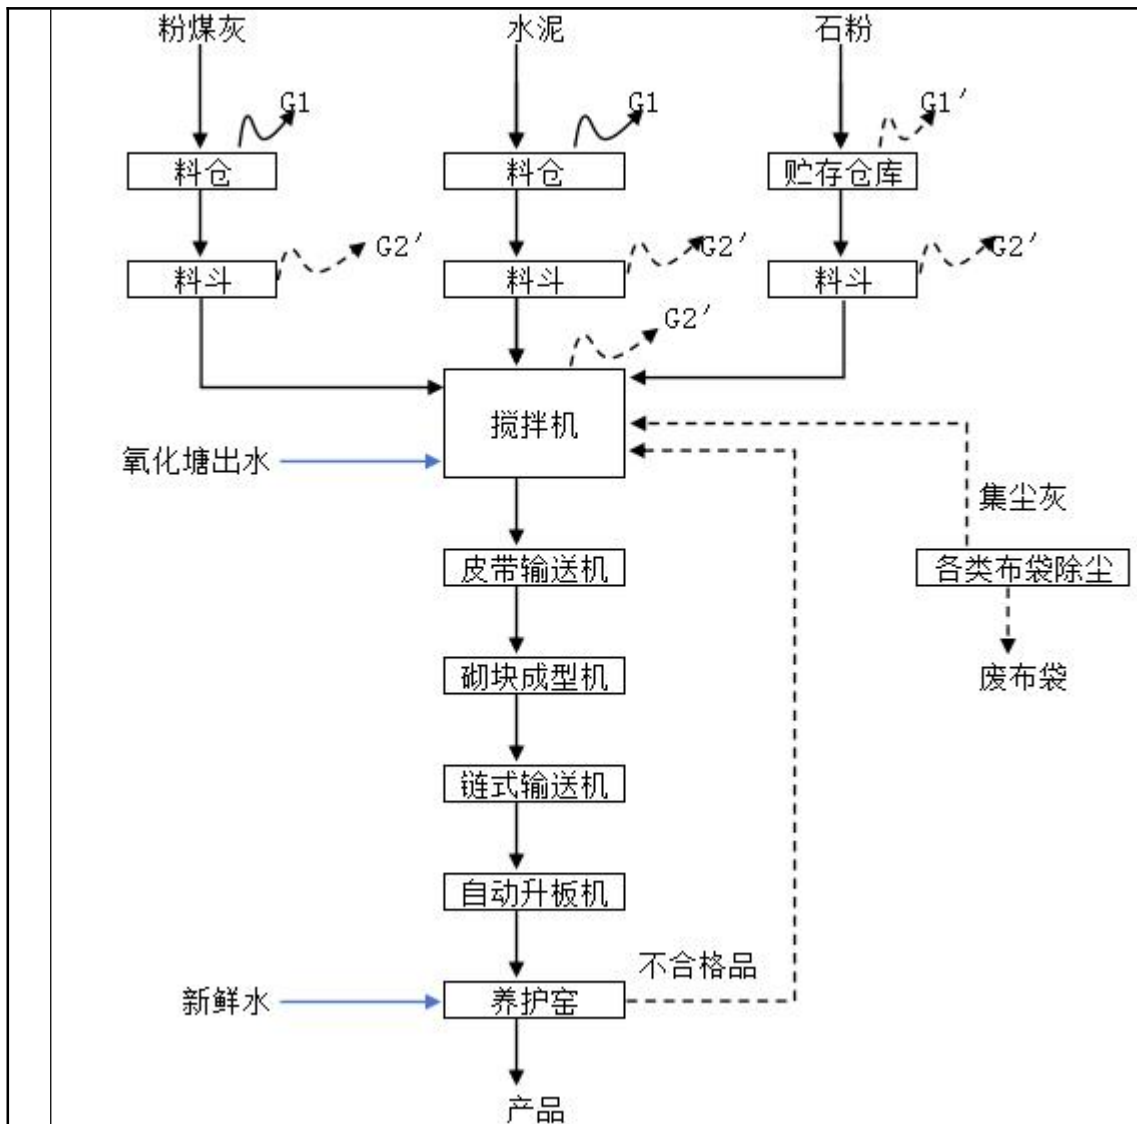 粉煤灰
水泥
石粉
G1
G1
G1′
料仓
料仓
贮存仓库
G2′
G2′
G2′
料斗
料斗
料斗
G2′
搅拌机
氧化塘出水
集尘灰
皮带输送机
各类布袋除尘
砌块成型机
废布袋
链式输送机
自动升板机
不合格品
新鲜水
养护窑
产品